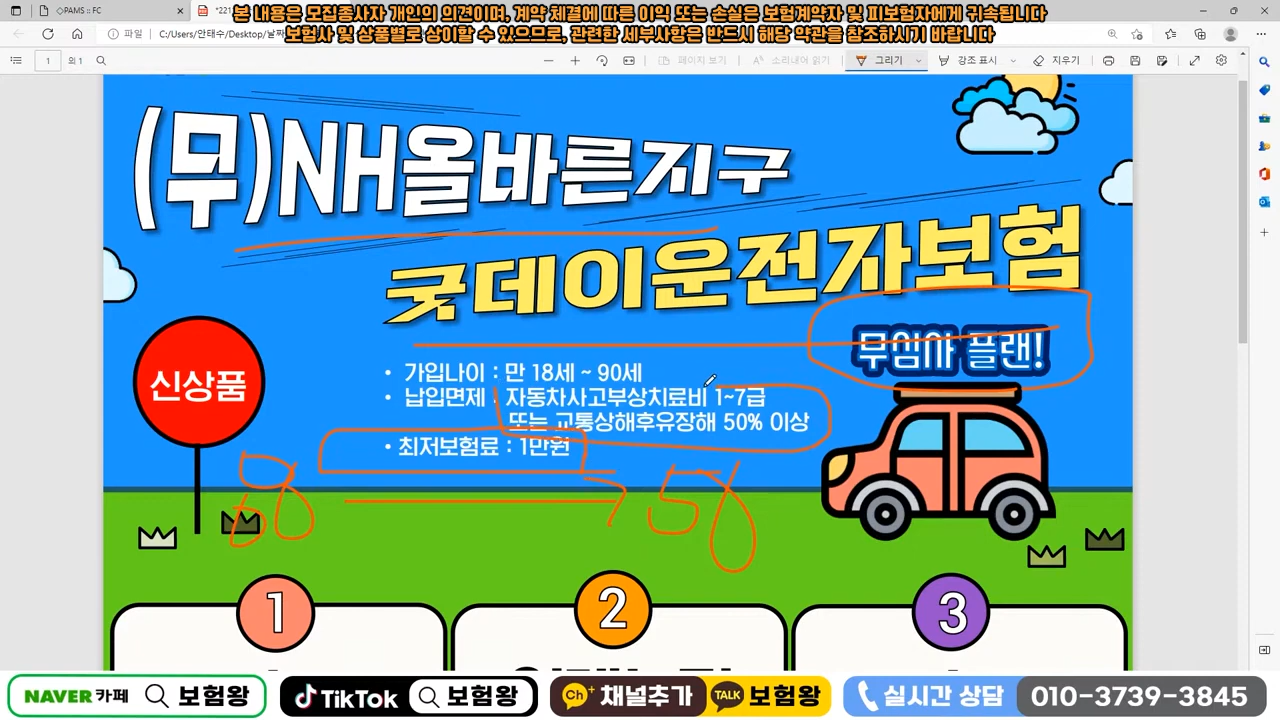 본 내용은 모집종사자 개인의 의견이며, 계약 체결에 따른 이익 또는 손실은 보험계약자 및 피보험자에게 귀속됩니다
보험사 및 상품별로 상이할 수 있으므로, 관련한 세부사항은 반드시 해당 약관을 참조하시기 바랍니다
◇PAMS :: FC
파일
C:/Users/안태수/Desktop/날짜
1 의 1
페이지 보기
소리내어 읽기
그리기
강조 표시
지우기
(무)NH올바른지구
굿데이운전자보험
무심사 플랜!
신상품
• 가입나이 : 만 18세 ~ 90세
• 납입면제 : 자동차사고부상치료비 1~7급
또는 교통상해후유장해 50% 이상
• 최저보험료 : 1만원
1
2
3
NAVER 카페
보험왕
TikTok
보험왕
Ch+ 채널추가
TALK 보험왕
실시간 상담
010-3739-3845